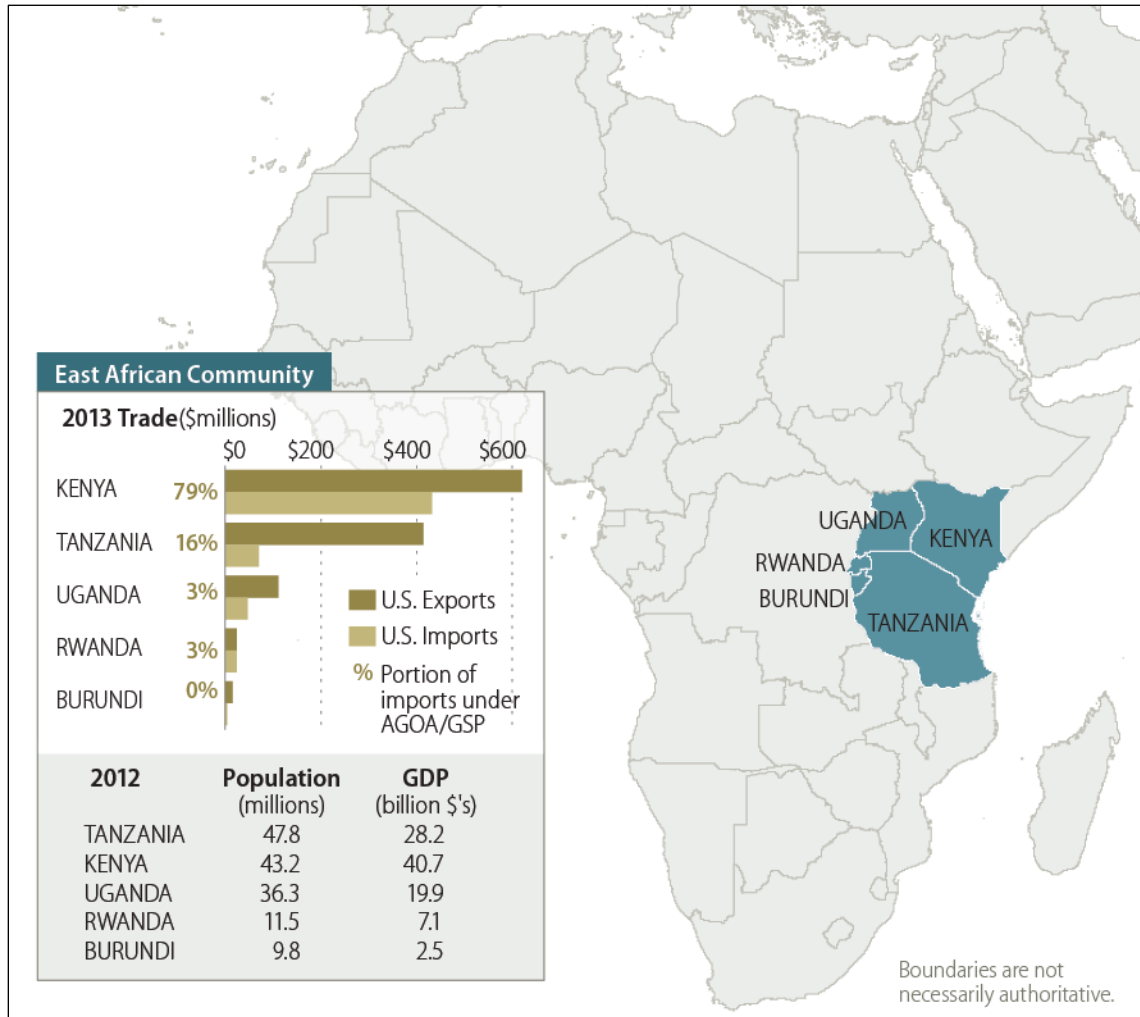 East African Community
2013 Trade ($millions)
$0 $200 $400 $600
KENYA 79%
TANZANIA 16%
UGANDA 3%
RWANDA 3%
BURUNDI 0%
U.S. Exports
U.S. Imports
% Portion of
imports under
AGOA/GSP
2012 Population GDP
(millions) (billion $'s)
TANZANIA 47.8 28.2
KENYA 43.2 40.7
UGANDA 36.3 19.9
RWANDA 11.5 7.1
BURUNDI 9.8 2.5
UGANDA
KENYA
RWANDA
BURUNDI
TANZANIA
Boundaries are not
necessarily authoritative.